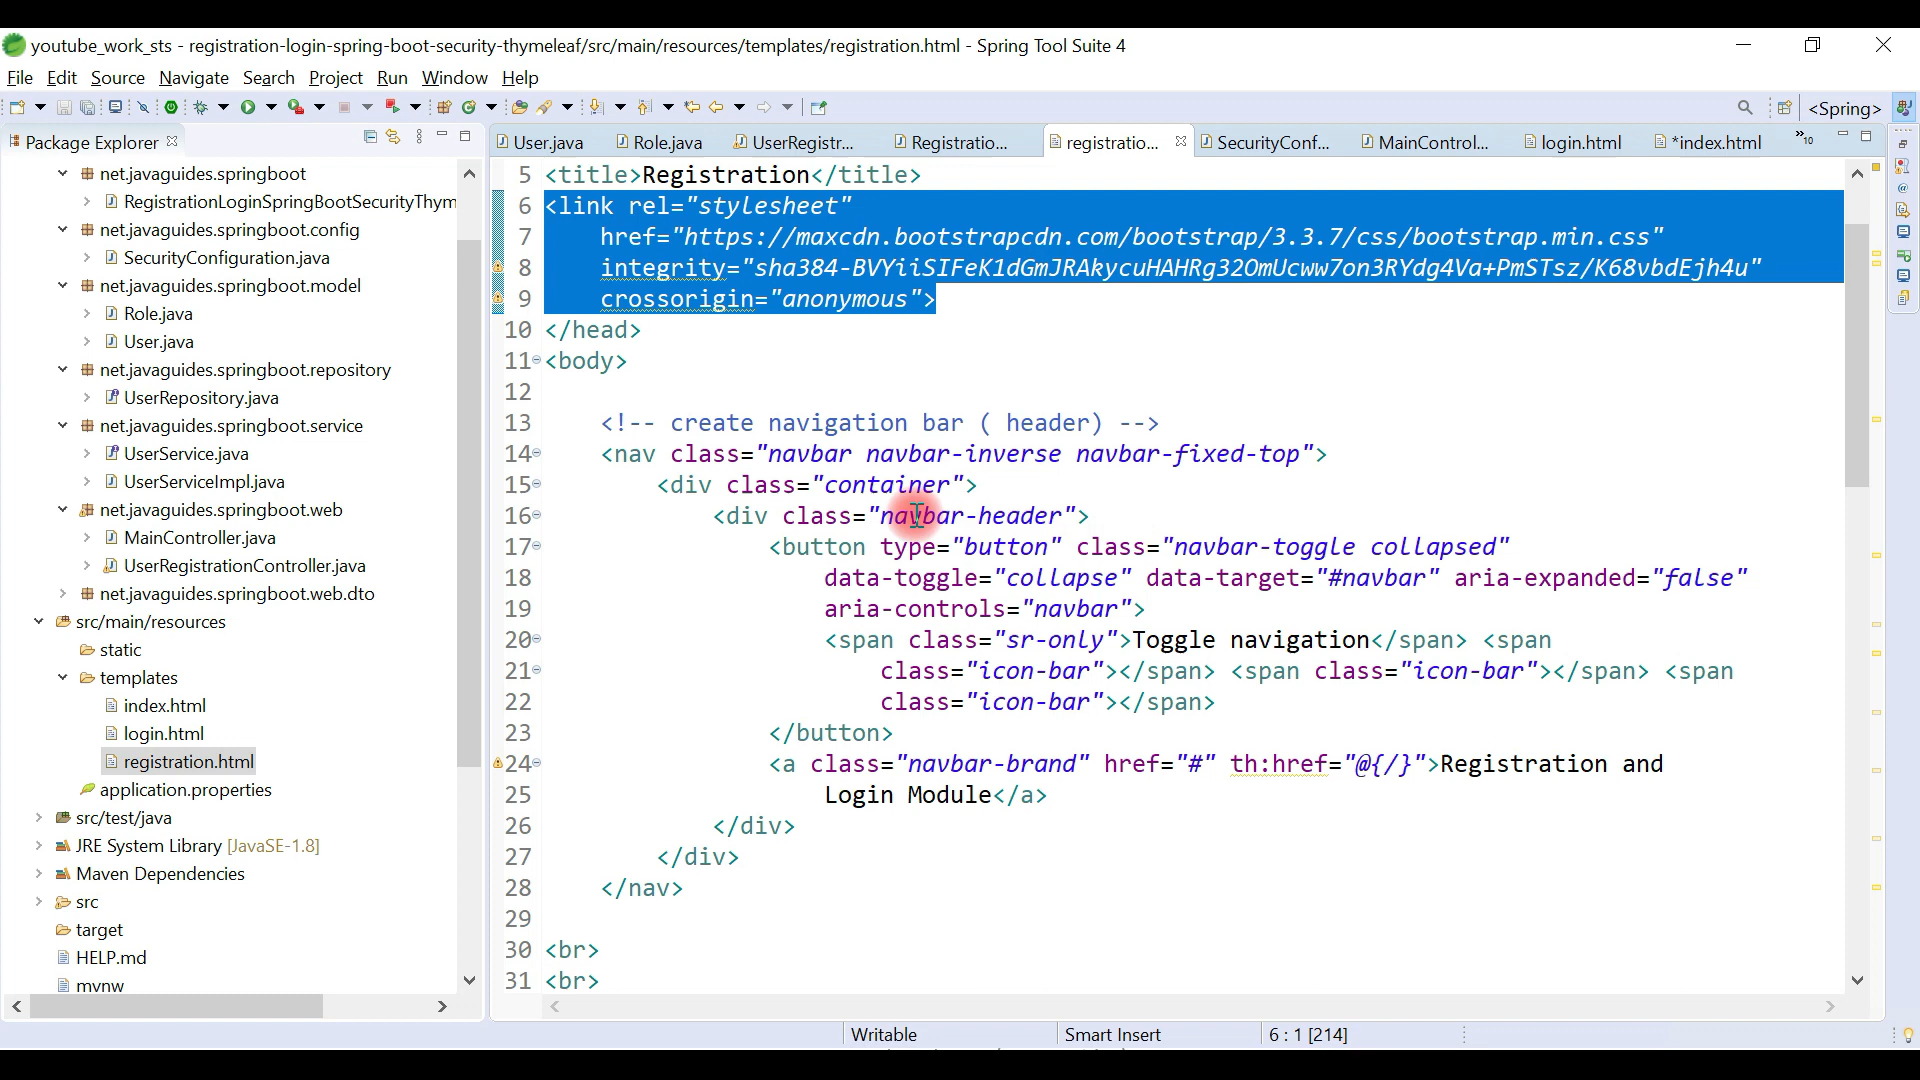 youtube_work_sts - registration-login-spring-boot-security-thymeleaf/src/main/resources/templates/registration.html - Spring Tool Suite 4
File Edit Source Navigate Search Project Run Window Help
<Spring>
Package Explorer
User.java Role.java UserRegistr... Registratio... registratio... SecurityConf... MainControl... login.html *index.html »10
net.javaguides.springboot
RegistrationLoginSpringBootSecurityThym
net.javaguides.springboot.config
SecurityConfiguration.java
net.javaguides.springboot.model
Role.java
User.java
net.javaguides.springboot.repository
UserRepository.java
net.javaguides.springboot.service
UserService.java
UserServiceImpl.java
net.javaguides.springboot.web
MainController.java
UserRegistrationController.java
net.javaguides.springboot.web.dto
src/main/resources
static
templates
index.html
login.html
registration.html
application.properties
src/test/java
JRE System Library [JavaSE-1.8]
Maven Dependencies
src
target
HELP.md
mvnw
5 <title>Registration</title>
6 <link rel="stylesheet"
7 href="https://maxcdn.bootstrapcdn.com/bootstrap/3.3.7/css/bootstrap.min.css"
8 integrity="sha384-BVYiiSIFeK1dGmJRAkycuHAHRg32OmUcww7on3RYdg4Va+PmSTsz/K68vbdEjh4u"
9 crossorigin="anonymous">
10 </head>
11 <body>
12
13 <!-- create navigation bar ( header) -->
14 <nav class="navbar navbar-inverse navbar-fixed-top">
15 <div class="container">
16 <div class="navbar-header">
17 <button type="button" class="navbar-toggle collapsed"
18 data-toggle="collapse" data-target="#navbar" aria-expanded="false"
19 aria-controls="navbar">
20 <span class="sr-only">Toggle navigation</span> <span
21 class="icon-bar"></span> <span class="icon-bar"></span> <span
22 class="icon-bar"></span>
23 </button>
24 <a class="navbar-brand" href="#" th:href="@{/}">Registration and
25 Login Module</a>
26 </div>
27 </div>
28 </nav>
29
30 <br>
31 <br>
Writable Smart Insert 6 : 1 [214]